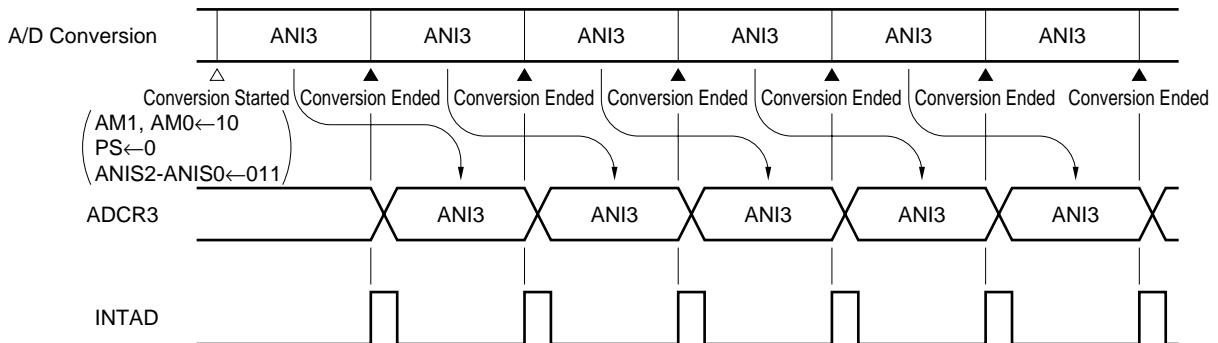 A/D Conversion ANI3 ANI3 ANI3 ANI3 ANI3 ANI3
Conversion Started Conversion Ended Conversion Ended Conversion Ended Conversion Ended Conversion Ended Conversion Ended
AM1, AM0←10
PS←0
ANIS2-ANIS0←011
ADCR3 ANI3 ANI3 ANI3 ANI3 ANI3
INTAD